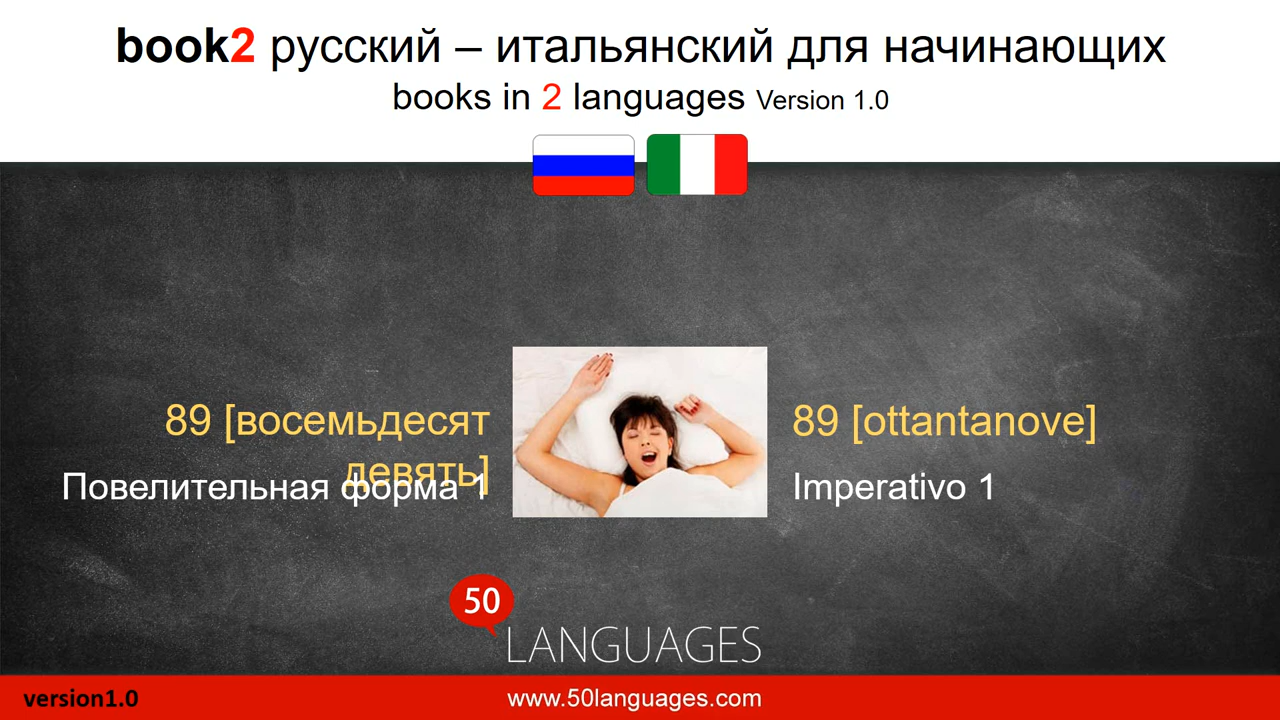 book2 русский – итальянский для начинающих
books in 2 languages Version 1.0
89 [восемьдесят
девять]
Повелительная форма 1
89 [ottantanove]
Imperativo 1
50
LANGUAGES
version1.0
www.50languages.com